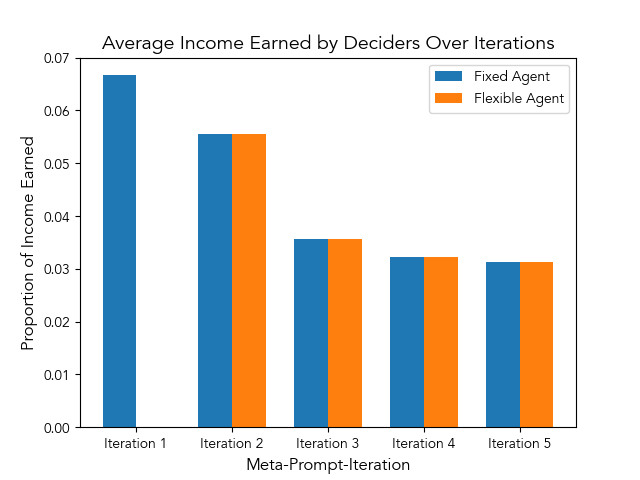 Average Income Earned by Deciders Over Iterations
Fixed Agent
Flexible Agent
0.07
0.06
0.05
0.04
0.03
0.02
0.01
0.00
Proportion of Income Earned
Iteration 1 Iteration 2 Iteration 3 Iteration 4 Iteration 5
Meta-Prompt-Iteration